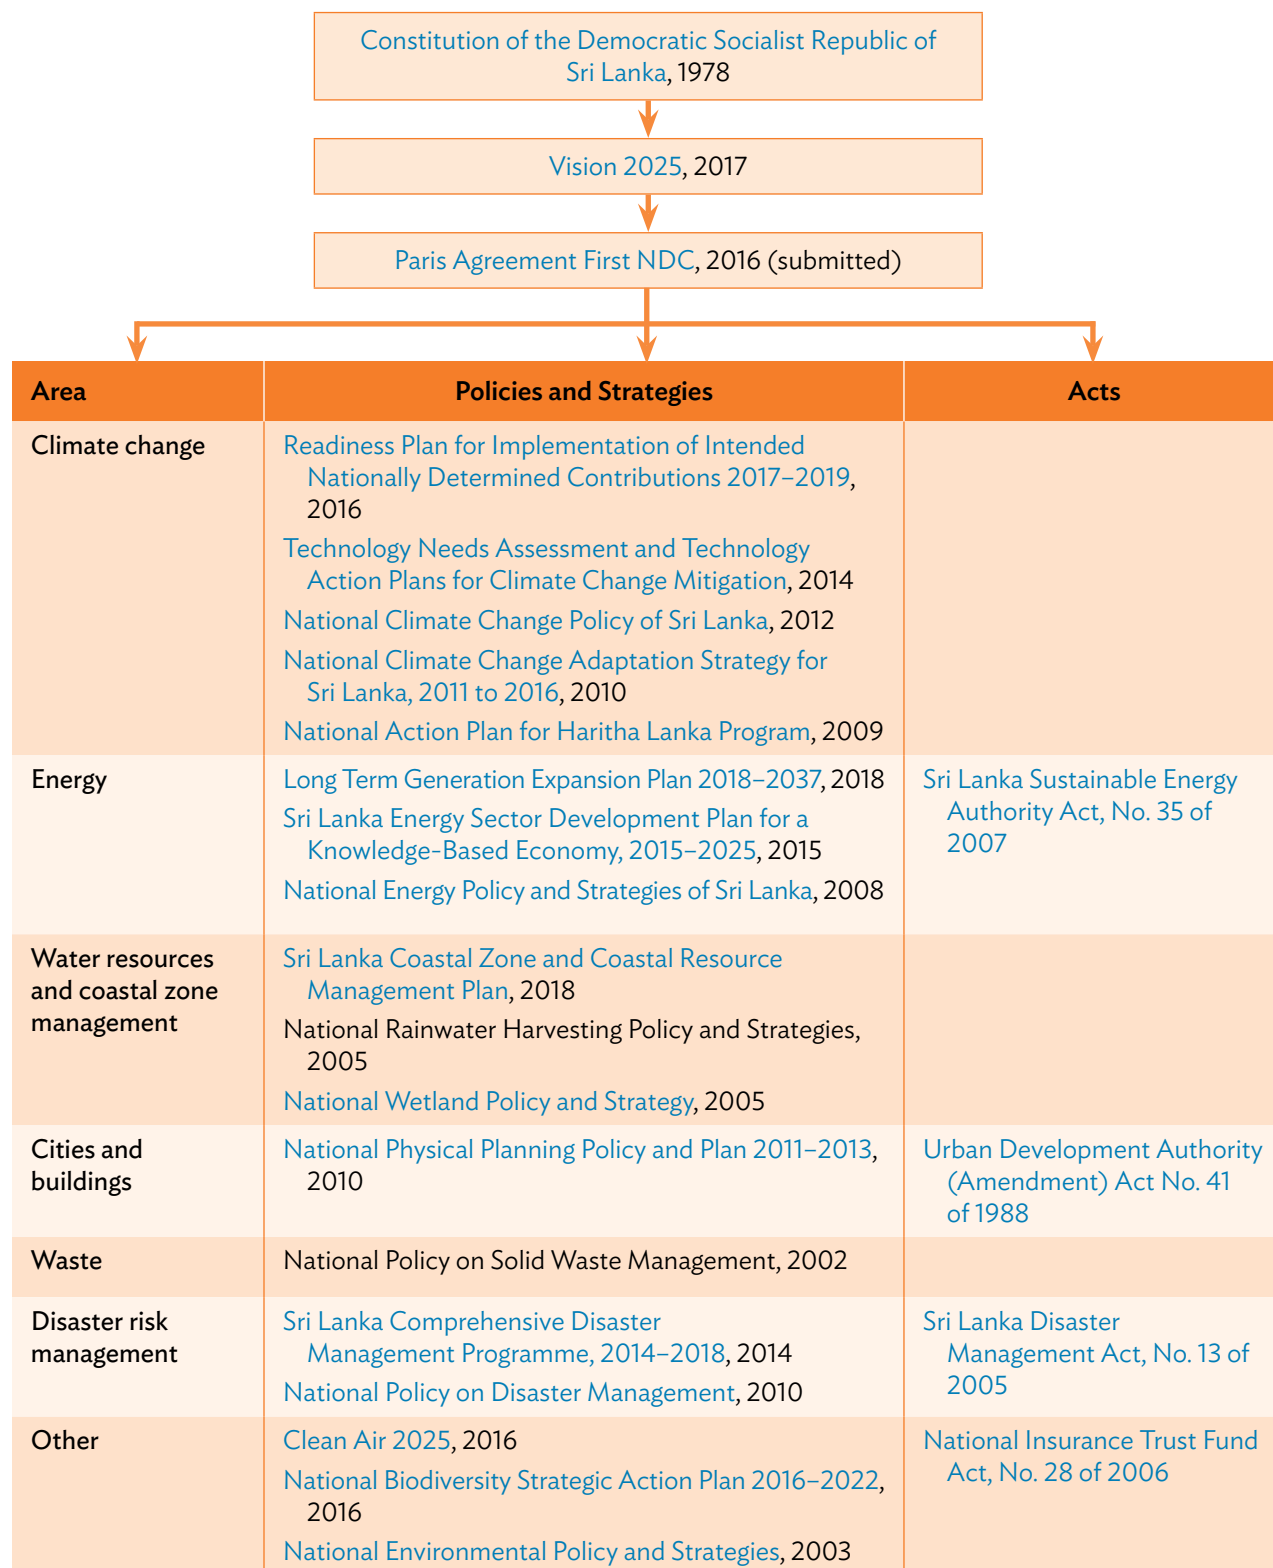 Constitution of the Democratic Socialist Republic of
Sri Lanka, 1978
Vision 2025, 2017
Paris Agreement First NDC, 2016 (submitted)
Area
Policies and Strategies
Acts
Climate change
Readiness Plan for Implementation of Intended
Nationally Determined Contributions 2017–2019,
2016
Technology Needs Assessment and Technology
Action Plans for Climate Change Mitigation, 2014
National Climate Change Policy of Sri Lanka, 2012
National Climate Change Adaptation Strategy for
Sri Lanka, 2011 to 2016, 2010
National Action Plan for Haritha Lanka Program, 2009
Energy
Long Term Generation Expansion Plan 2018–2037, 2018
Sri Lanka Energy Sector Development Plan for a
Knowledge-Based Economy, 2015–2025, 2015
National Energy Policy and Strategies of Sri Lanka, 2008
Sri Lanka Sustainable Energy
Authority Act, No. 35 of
2007
Water resources
and coastal zone
management
Sri Lanka Coastal Zone and Coastal Resource
Management Plan, 2018
National Rainwater Harvesting Policy and Strategies,
2005
National Wetland Policy and Strategy, 2005
Cities and
buildings
National Physical Planning Policy and Plan 2011–2013,
2010
Urban Development Authority
(Amendment) Act No. 41
of 1988
Waste
National Policy on Solid Waste Management, 2002
Disaster risk
management
Sri Lanka Comprehensive Disaster
Management Programme, 2014–2018, 2014
National Policy on Disaster Management, 2010
Sri Lanka Disaster
Management Act, No. 13 of
2005
Other
Clean Air 2025, 2016
National Biodiversity Strategic Action Plan 2016–2022,
2016
National Environmental Policy and Strategies, 2003
National Insurance Trust Fund
Act, No. 28 of 2006